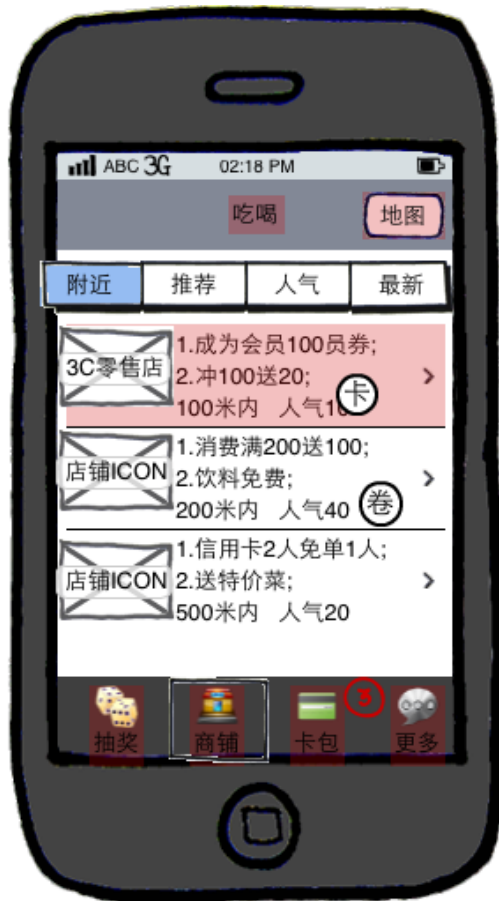 ABC 3G 02:18 PM
吃喝
地图
附近 推荐 人气 最新
3C零售店
1.成为会员100员券;
2.冲100送20;
100米内 人气10
卡
店铺ICON
1.消费满200送100;
2.饮料免费;
200米内 人气40
卷
店铺ICON
1.信用卡2人免单1人;
2.送特价菜;
500米内 人气20
3
抽奖 商铺 卡包 更多